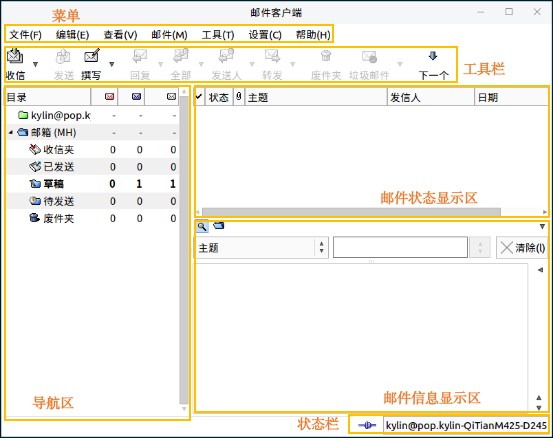 菜单
邮件客户端
文件(F) 编辑(E) 查看(V) 邮件(M) 工具(T) 设置(C) 帮助(H)
收信 发送 撰写 回复 全部 发送人 转发 废件夹 垃圾邮件 下一个
工具栏
目录
kylin@pop.ky - -
邮箱 (MH) - - -
收信夹 0 0 0
已发送 0 0 0
草稿 0 1 1
待发送 0 0 0
废件夹 0 0 0
导航区
状态 主题 发信人 日期
邮件状态显示区
主题 清除(I)
邮件信息显示区
状态栏
kylin@pop.kylin-QiTianM425-D245